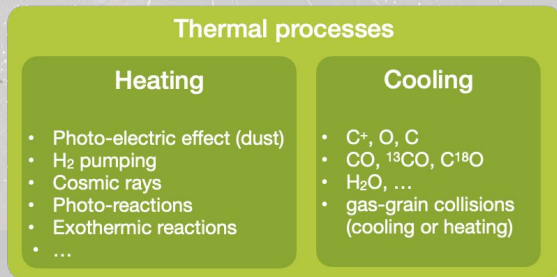 Thermal processes
Heating
• Photo-electric effect (dust)
• H₂ pumping
• Cosmic rays
• Photo-reactions
• Exothermic reactions
• ...
Cooling
• C⁺, O, C
• CO, ¹³CO, C¹⁸O
• H₂O, ...
• gas-grain collisions
(cooling or heating)